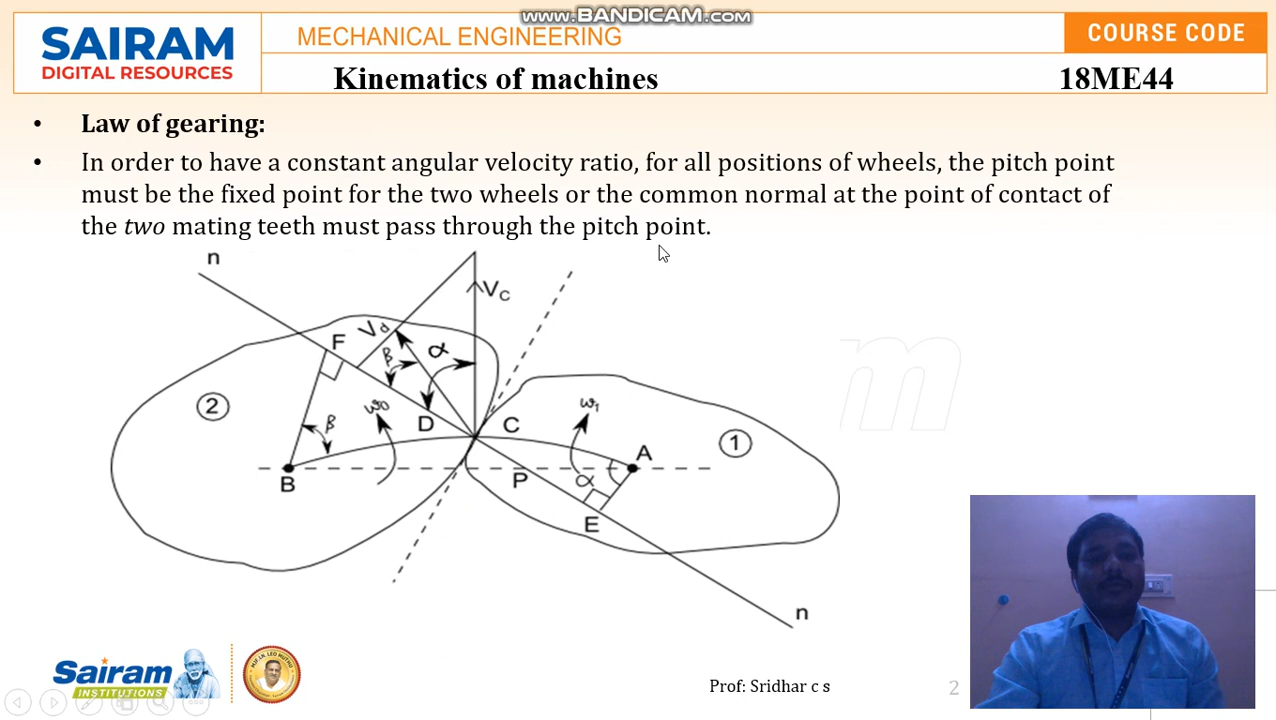 www.BANDICAM.com
SAIRAM
DIGITAL RESOURCES
MECHANICAL ENGINEERING
COURSE CODE
Kinematics of machines
18ME44
• Law of gearing:
• In order to have a constant angular velocity ratio, for all positions of wheels, the pitch point
must be the fixed point for the two wheels or the common normal at the point of contact of
the two mating teeth must pass through the pitch point.
n
Vc
F
Vd
β
α
2
ω0
D
C
ω1
β
A
1
B
P
α
E
n
m
Sairam
INSTITUTIONS
Prof: Sridhar c s
2